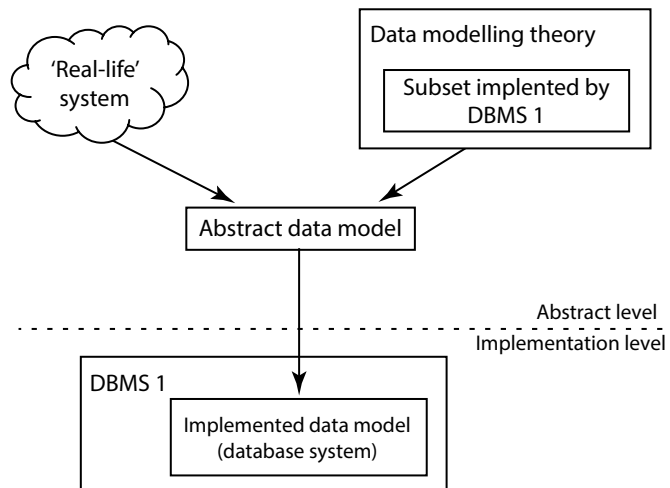 'Real-life'
system
Data modelling theory
Subset implented by
DBMS 1
Abstract data model
Abstract level
Implementation level
DBMS 1
Implemented data model
(database system)